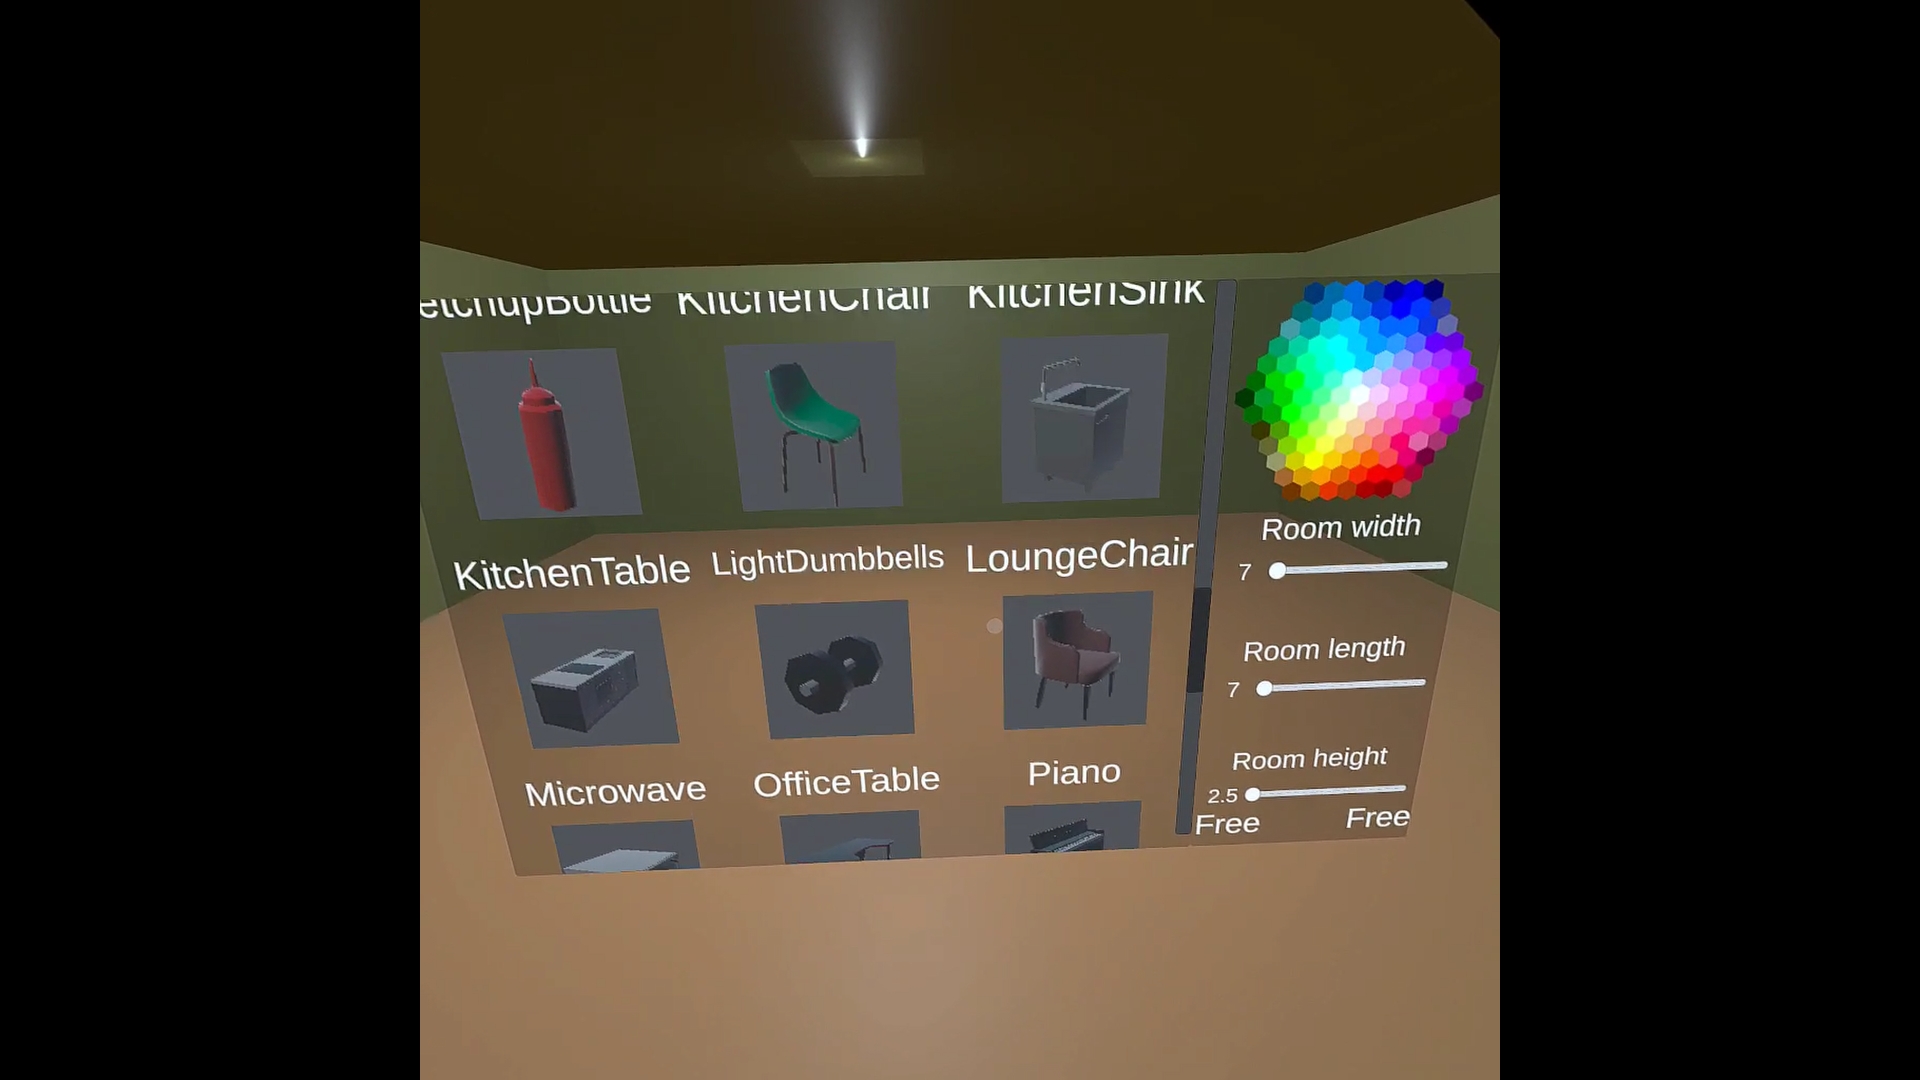 etchupBottle KitchenChair KitchenSink
KitchenTable LightDumbbells LoungeChair
Microwave OfficeTable Piano
Room width
7
Room length
7
Room height
2.5
Free Free